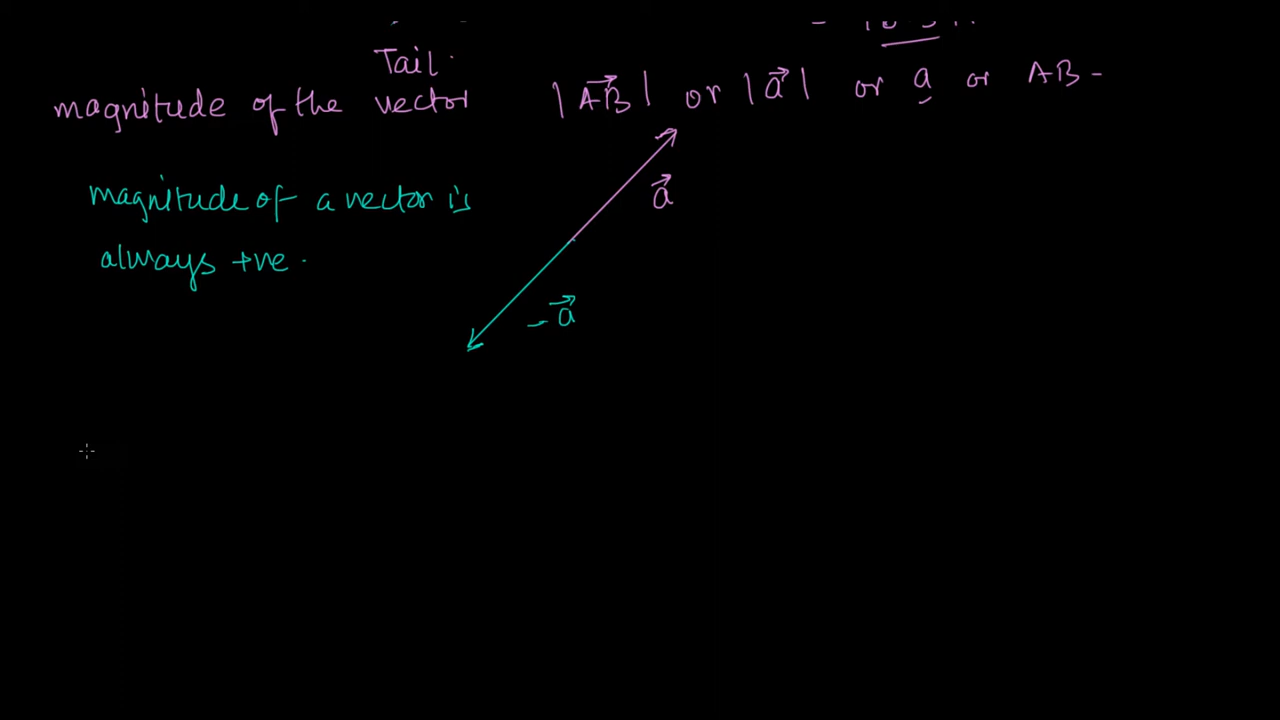 Tail.
magnitude of the vector |AB⃗| or |a⃗| or a or AB -
magnitude of a vector is
always +ve.
a⃗
-a⃗